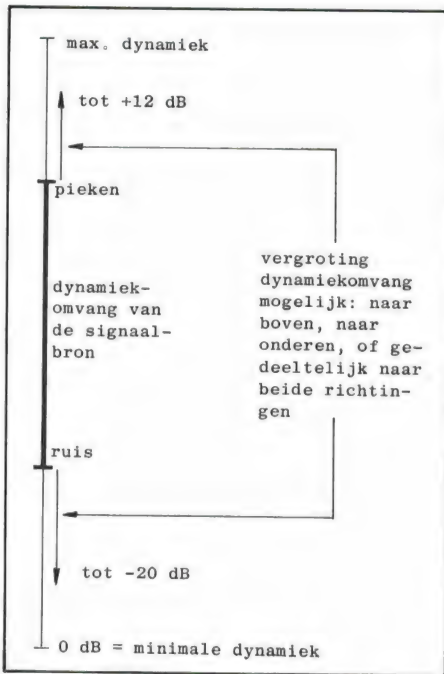 max. dynamiek
tot +12 dB
pieken
dynamiek-
omvang van
de signaal-
bron
vergroting
dynamiekomvang
mogelijk: naar
boven, naar
onderen, of ge-
deeltelijk naar
beide richtin-
gen
ruis
tot -20 dB
0 dB = minimale dynamiek